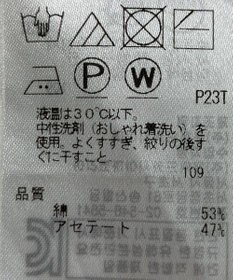 P W
P23T
液温は30℃以下。
中性洗剤(おしゃれ着洗い)を
使用。よくすすぎ、絞りの後す
ぐに干すこと
109
品質
綿 53%
アセテート 47%